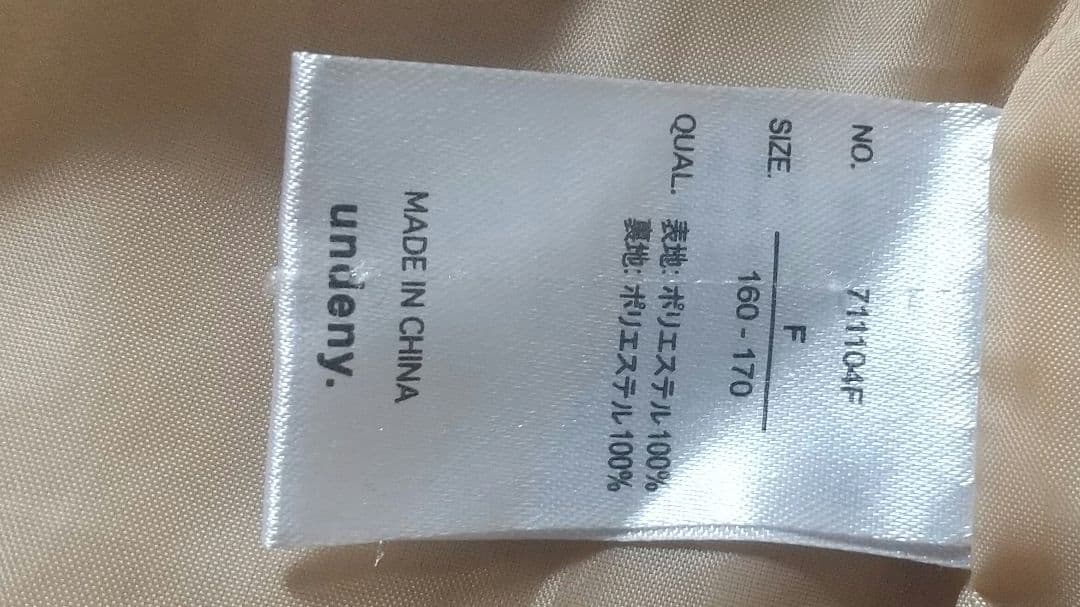 NO. 711104F
SIZE. F
160 - 170
QUAL. 表地: ポリエステル100%
裏地: ポリエステル100%
MADE IN CHINA
undeny.